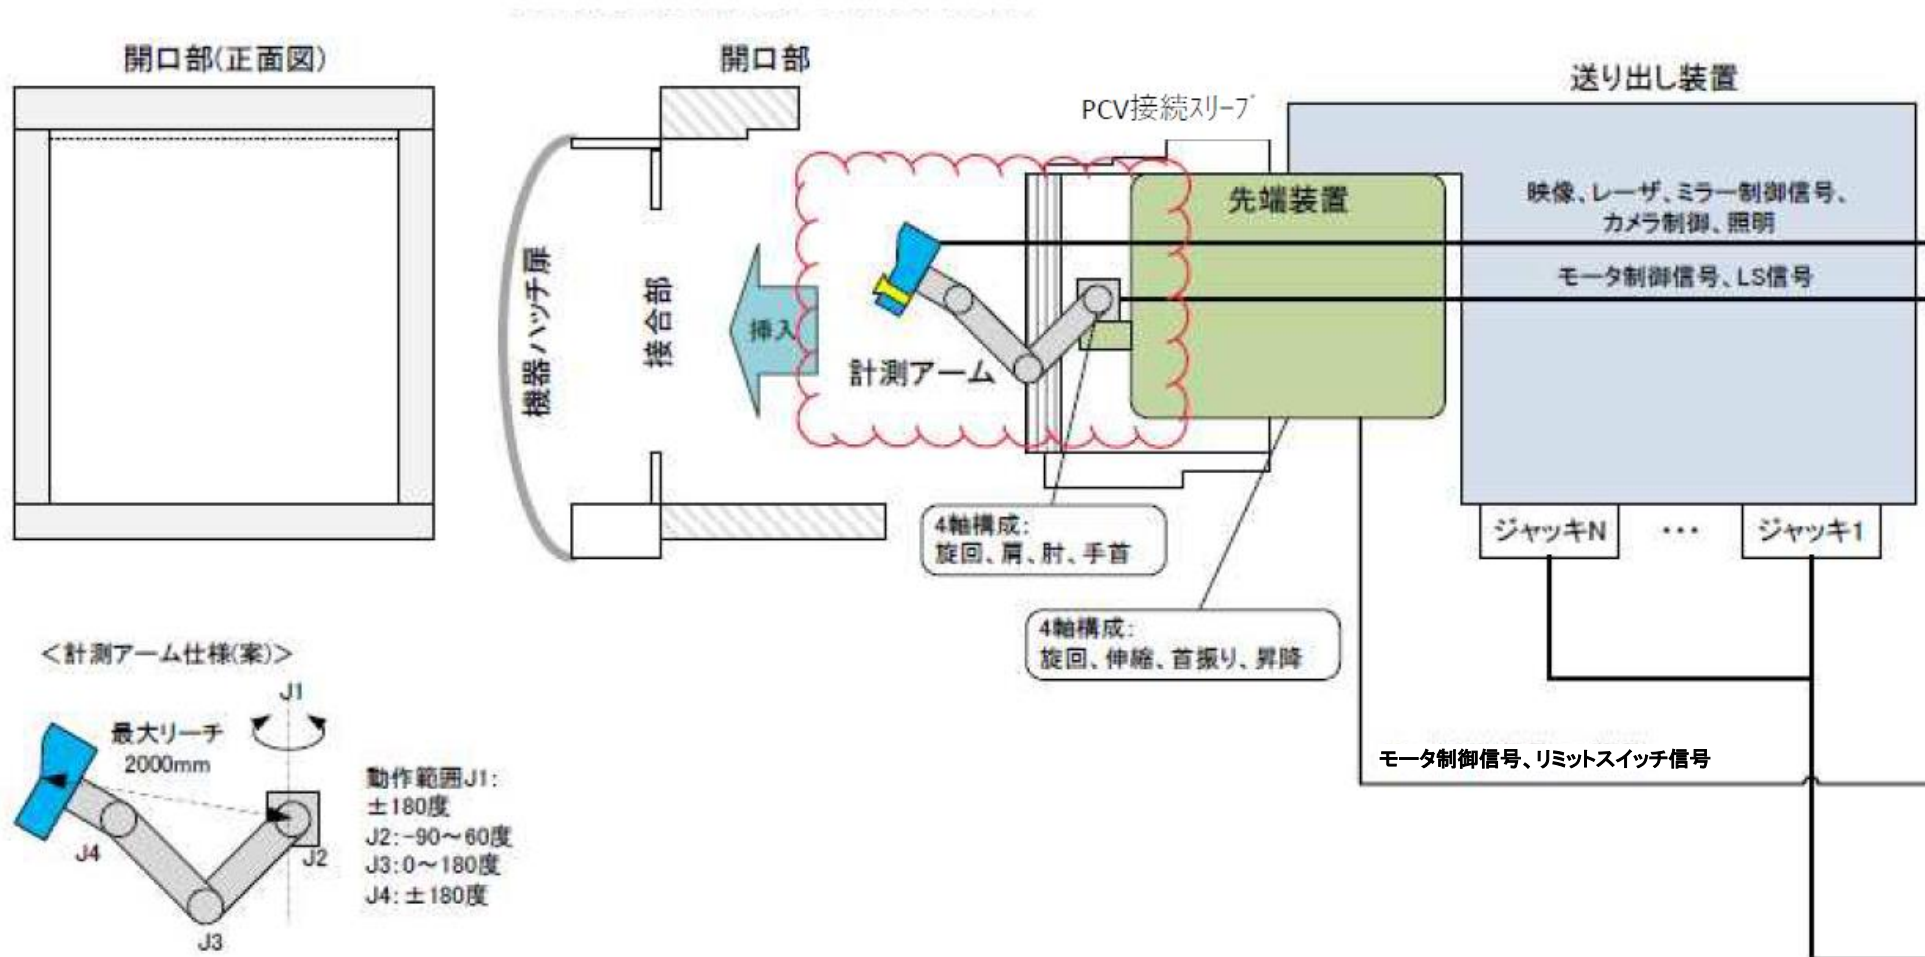 開口部(正面図)
開口部
PCV接続スリーブ
送り出し装置
先端装置
映像、レーザ、ミラー制御信号、
カメラ制御、照明
モータ制御信号、LS信号
機器ハッチ扉
接合部
挿入
計測アーム
4軸構成:
旋回、肩、肘、手首
ジャッキN
・・・
ジャッキ1
4軸構成:
旋回、伸縮、首振り、昇降
モータ制御信号、リミットスイッチ信号
＜計測アーム仕様(案)＞
J1
最大リーチ
2000mm
J4
J2
J3
動作範囲J1:
±180度
J2:-90～60度
J3:0～180度
J4:±180度